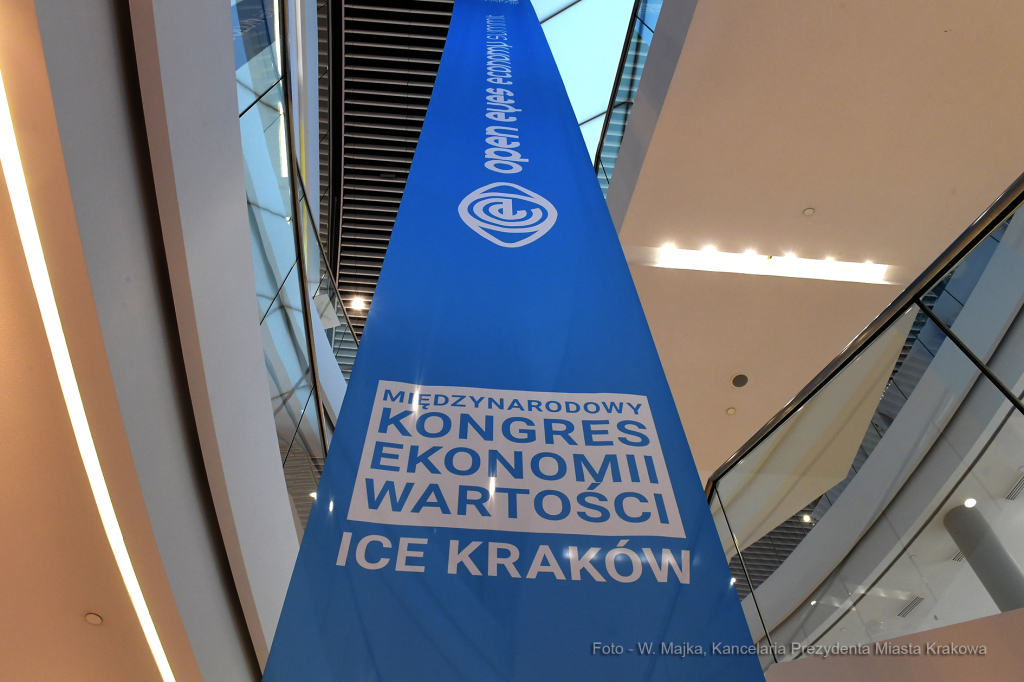 open eyes economy summit
e
MIĘDZYNARODOWY
KONGRES
EKONOMII
WARTOŚCI
ICE KRAKÓW
Foto - W. Majka, Kancelaria Prezydenta Miasta Krakowa